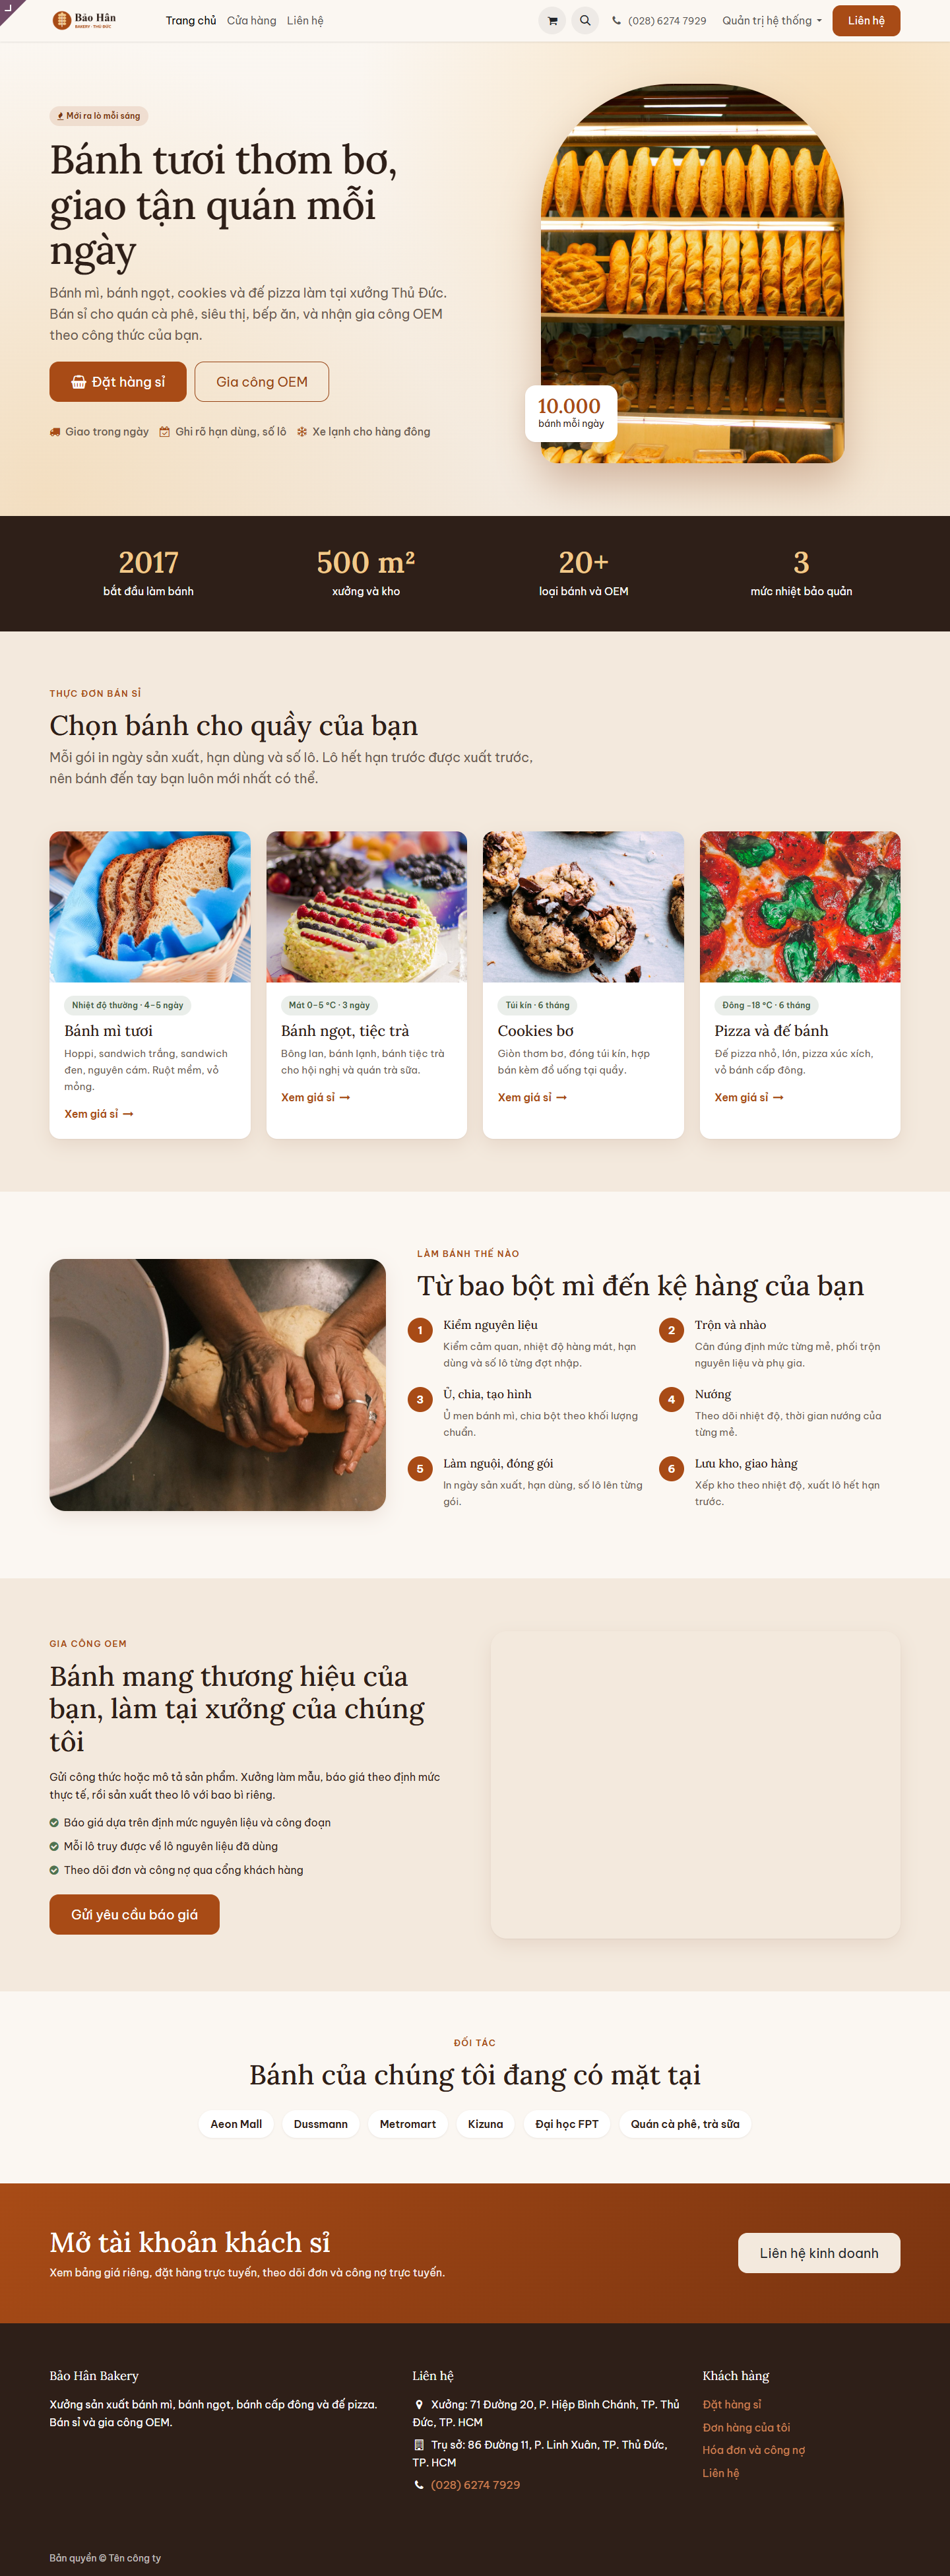 Bảo Hân
BAKERY · THỦ ĐỨC
Trang chủ
Cửa hàng
Liên hệ
(028) 6274 7929
Quản trị hệ thống
Liên hệ
Mới ra lò mỗi sáng
Bánh tươi thơm bơ,
giao tận quán mỗi
ngày
Bánh mì, bánh ngọt, cookies và đế pizza làm tại xưởng Thủ Đức.
Bán sỉ cho quán cà phê, siêu thị, bếp ăn, và nhận gia công OEM
theo công thức của bạn.
Đặt hàng sỉ
Gia công OEM
Giao trong ngày
Ghi rõ hạn dùng, số lô
Xe lạnh cho hàng đông
10.000
bánh mỗi ngày
2017
bắt đầu làm bánh
500 m²
xưởng và kho
20+
loại bánh và OEM
3
mức nhiệt bảo quản
THỰC ĐƠN BÁN SỈ
Chọn bánh cho quầy của bạn
Mỗi gói in ngày sản xuất, hạn dùng và số lô. Lô hết hạn trước được xuất trước,
nên bánh đến tay bạn luôn mới nhất có thể.
Nhiệt độ thường · 4–5 ngày
Bánh mì tươi
Hoppi, sandwich trắng, sandwich
đen, nguyên cám. Ruột mềm, vỏ
mỏng.
Xem giá sỉ
Mát 0–5 °C · 3 ngày
Bánh ngọt, tiệc trà
Bông lan, bánh lạnh, bánh tiệc trà
cho hội nghị và quán trà sữa.
Xem giá sỉ
Túi kín · 6 tháng
Cookies bơ
Giòn thơm bơ, đóng túi kín, hợp
bán kèm đồ uống tại quầy.
Xem giá sỉ
Đông −18 °C · 6 tháng
Pizza và đế bánh
Đế pizza nhỏ, lớn, pizza xúc xích,
vỏ bánh cấp đông.
Xem giá sỉ
LÀM BÁNH THẾ NÀO
Từ bao bột mì đến kệ hàng của bạn
1
Kiểm nguyên liệu
Kiểm cảm quan, nhiệt độ hàng mát, hạn
dùng và số lô từng đợt nhập.
2
Trộn và nhào
Cân đúng định mức từng mẻ, phối trộn
nguyên liệu và phụ gia.
3
Ủ, chia, tạo hình
Ủ men bánh mì, chia bột theo khối lượng
chuẩn.
4
Nướng
Theo dõi nhiệt độ, thời gian nướng của
từng mẻ.
5
Làm nguội, đóng gói
In ngày sản xuất, hạn dùng, số lô lên từng
gói.
6
Lưu kho, giao hàng
Xếp kho theo nhiệt độ, xuất lô hết hạn
trước.
GIA CÔNG OEM
Bánh mang thương hiệu của
bạn, làm tại xưởng của chúng
tôi
Gửi công thức hoặc mô tả sản phẩm. Xưởng làm mẫu, báo giá theo định mức
thực tế, rồi sản xuất theo lô với bao bì riêng.
Báo giá dựa trên định mức nguyên liệu và công đoạn
Mỗi lô truy được về lô nguyên liệu đã dùng
Theo dõi đơn và công nợ qua cổng khách hàng
Gửi yêu cầu báo giá
ĐỐI TÁC
Bánh của chúng tôi đang có mặt tại
Aeon Mall
Dussmann
Metromart
Kizuna
Đại học FPT
Quán cà phê, trà sữa
Mở tài khoản khách sỉ
Xem bảng giá riêng, đặt hàng trực tuyến, theo dõi đơn và công nợ trực tuyến.
Liên hệ kinh doanh
Bảo Hân Bakery
Xưởng sản xuất bánh mì, bánh ngọt, bánh cấp đông và đế pizza.
Bán sỉ và gia công OEM.
Liên hệ
Xưởng: 71 Đường 20, P. Hiệp Bình Chánh, TP. Thủ
Đức, TP. HCM
Trụ sở: 86 Đường 11, P. Linh Xuân, TP. Thủ Đức,
TP. HCM
(028) 6274 7929
Khách hàng
Đặt hàng sỉ
Đơn hàng của tôi
Hóa đơn và công nợ
Liên hệ
Bản quyền © Tên công ty